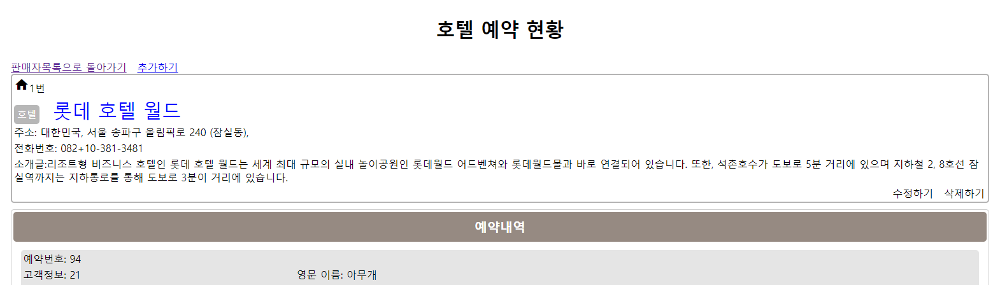 호텔 예약 현황
판매자목록으로 돌아가기 추가하기
1번
호텔 롯데 호텔 월드
주소: 대한민국, 서울 송파구 올림픽로 240 (잠실동),
전화번호: 082+10-381-3481
소개글:리조트형 비즈니스 호텔인 롯데 호텔 월드는 세계 최대 규모의 실내 놀이공원인 롯데월드 어드벤쳐와 롯데월드몰과 바로 연결되어 있습니다. 또한, 석촌호수가 도보로 5분 거리에 있으며 지하철 2, 8호선 잠
실역까지는 지하통로를 통해 도보로 3분이 거리에 있습니다.
수정하기 삭제하기
예약내역
예약번호: 94
고객정보: 21 영문 이름: 아무개